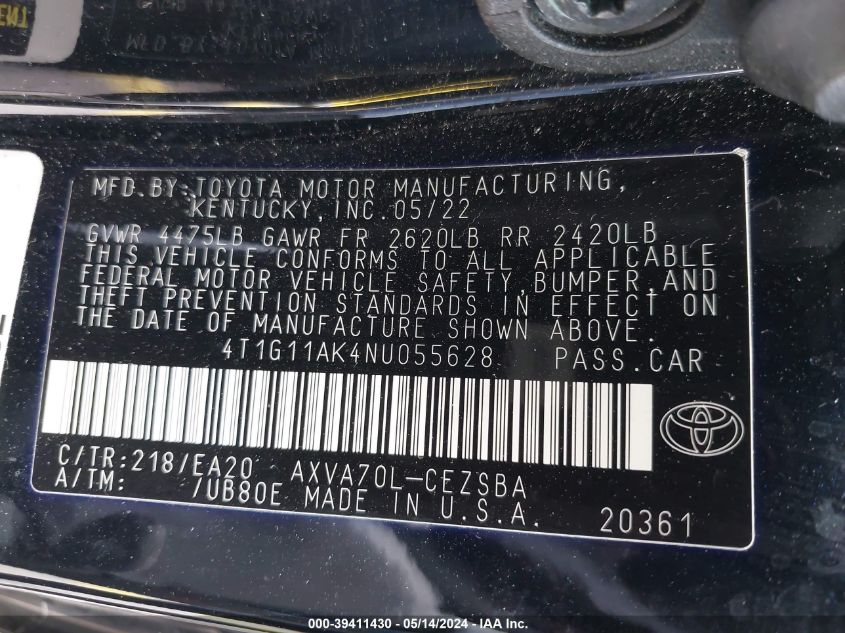 MFD.BY:TOYOTA MOTOR MANUFACTURING,
KENTUCKY,INC.05/22
GVWR 4475LB GAWR FR 2620LB RR 2420LB
THIS VEHICLE CONFORMS TO ALL APPLICABLE
FEDERAL MOTOR VEHICLE SAFETY,BUMPER,AND
THEFT PREVENTION STANDARDS IN EFFECT ON
THE DATE OF MANUFACTURE SHOWN ABOVE.
4T1G11AK4NU055628 PASS.CAR
C/TR:218/EA20 AXVA70L-CEZSBA
A/TM: /UB80E MADE IN U.S.A. 20361
000-39411430 - 05/14/2024 - IAA Inc.